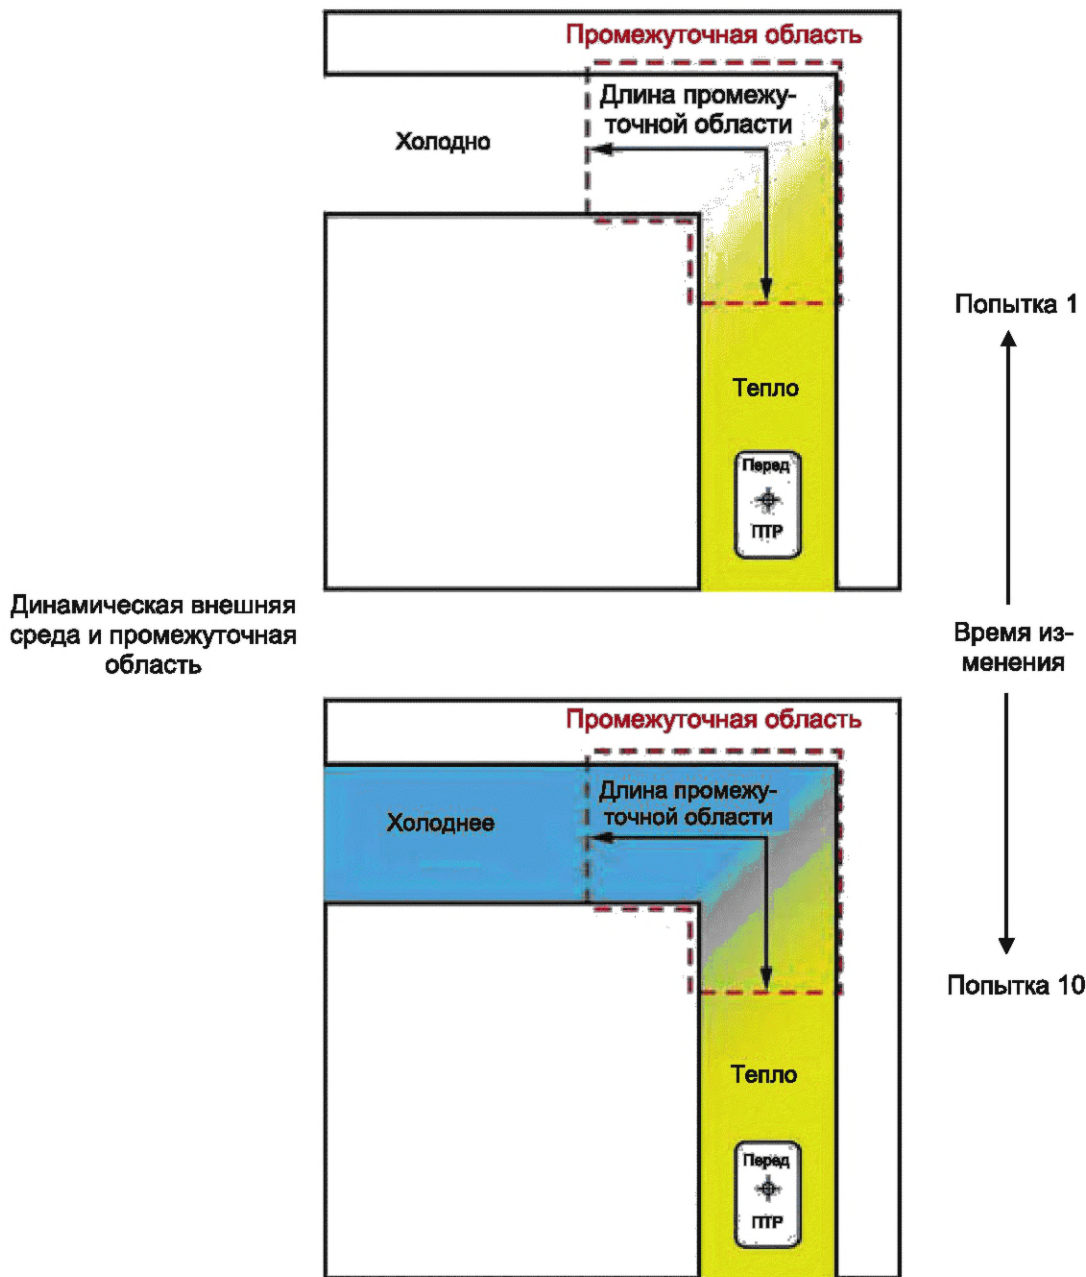 Промежуточная область
Длина промежу-
точной области
Холодно
Попытка 1
Тепло
Перед
ПТР
Динамическая внешняя
среда и промежуточная
область
Время из-
менения
Промежуточная область
Длина промежу-
точной области
Холоднее
Попытка 10
Тепло
Перед
ПТР